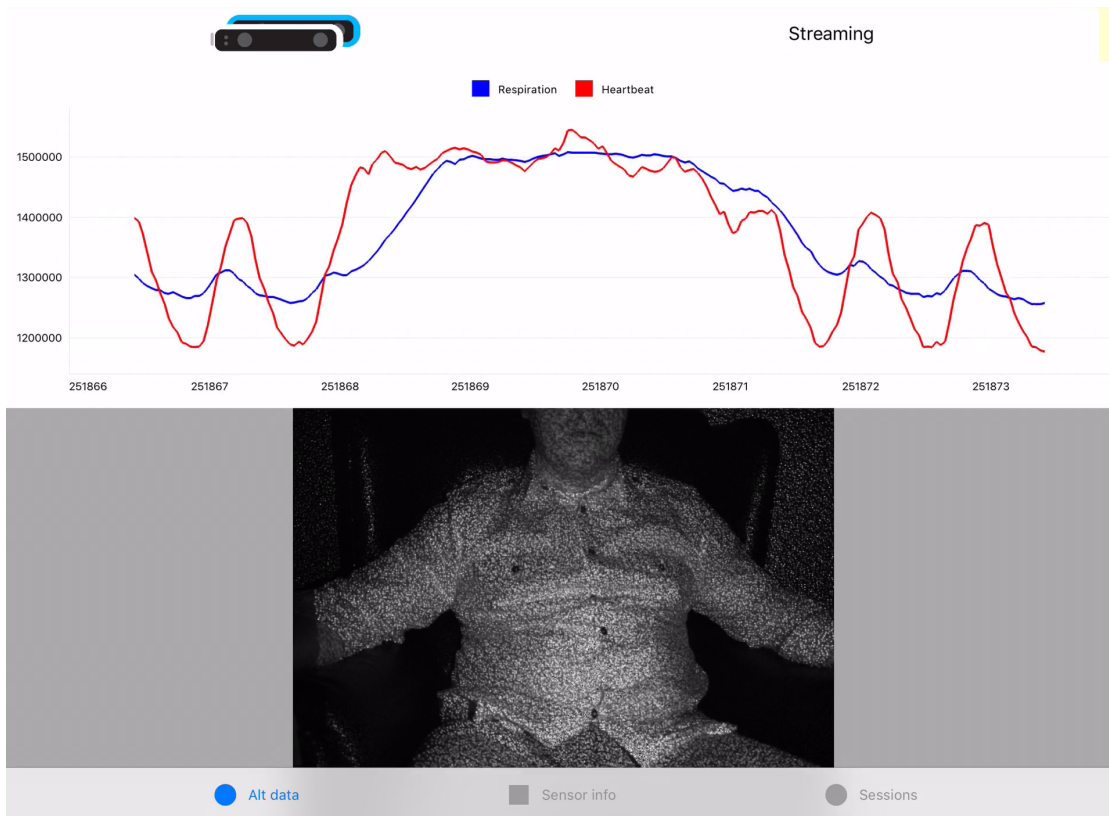 Streaming
Respiration Heartbeat
1500000
1400000
1300000
1200000
251866 251867 251868 251869 251870 251871 251872 251873
Alt data Sensor info Sessions